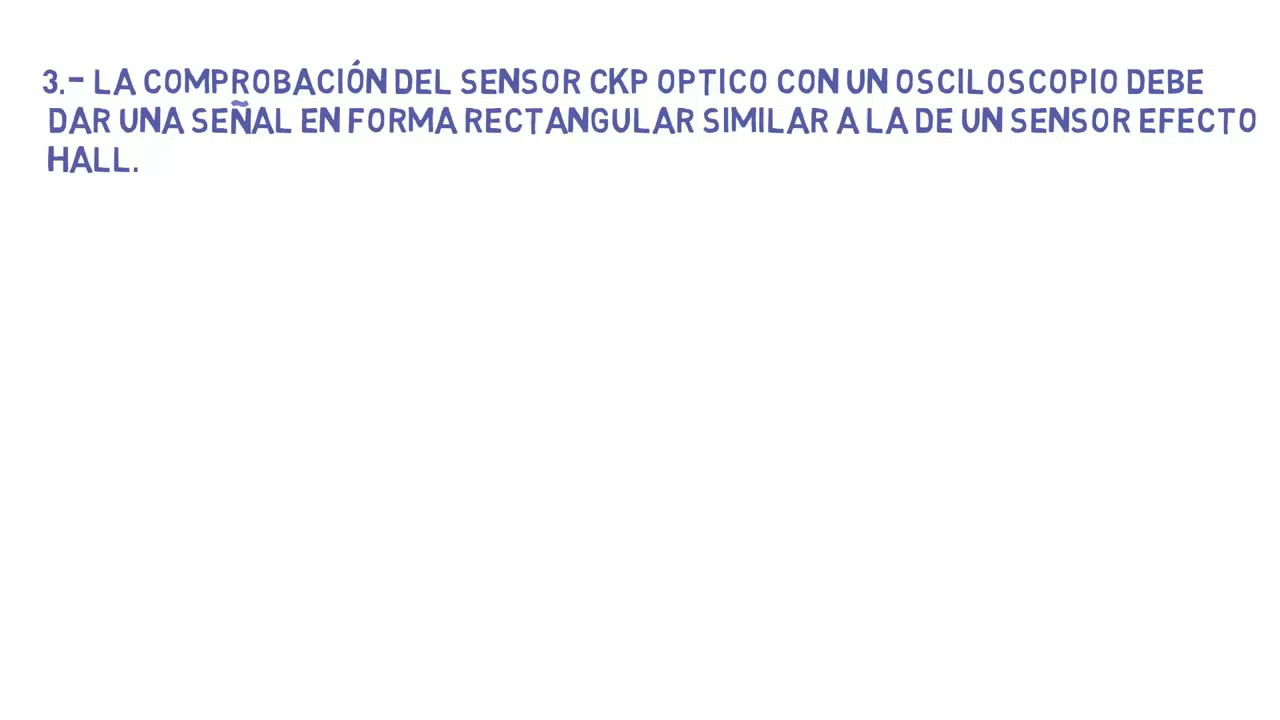 3.- LA COMPROBACIÓN DEL SENSOR CKP OPTICO CON UN OSCILOSCOPIO DEBE
DAR UNA SEÑAL EN FORMA RECTANGULAR SIMILAR A LA DE UN SENSOR EFECTO
HALL.